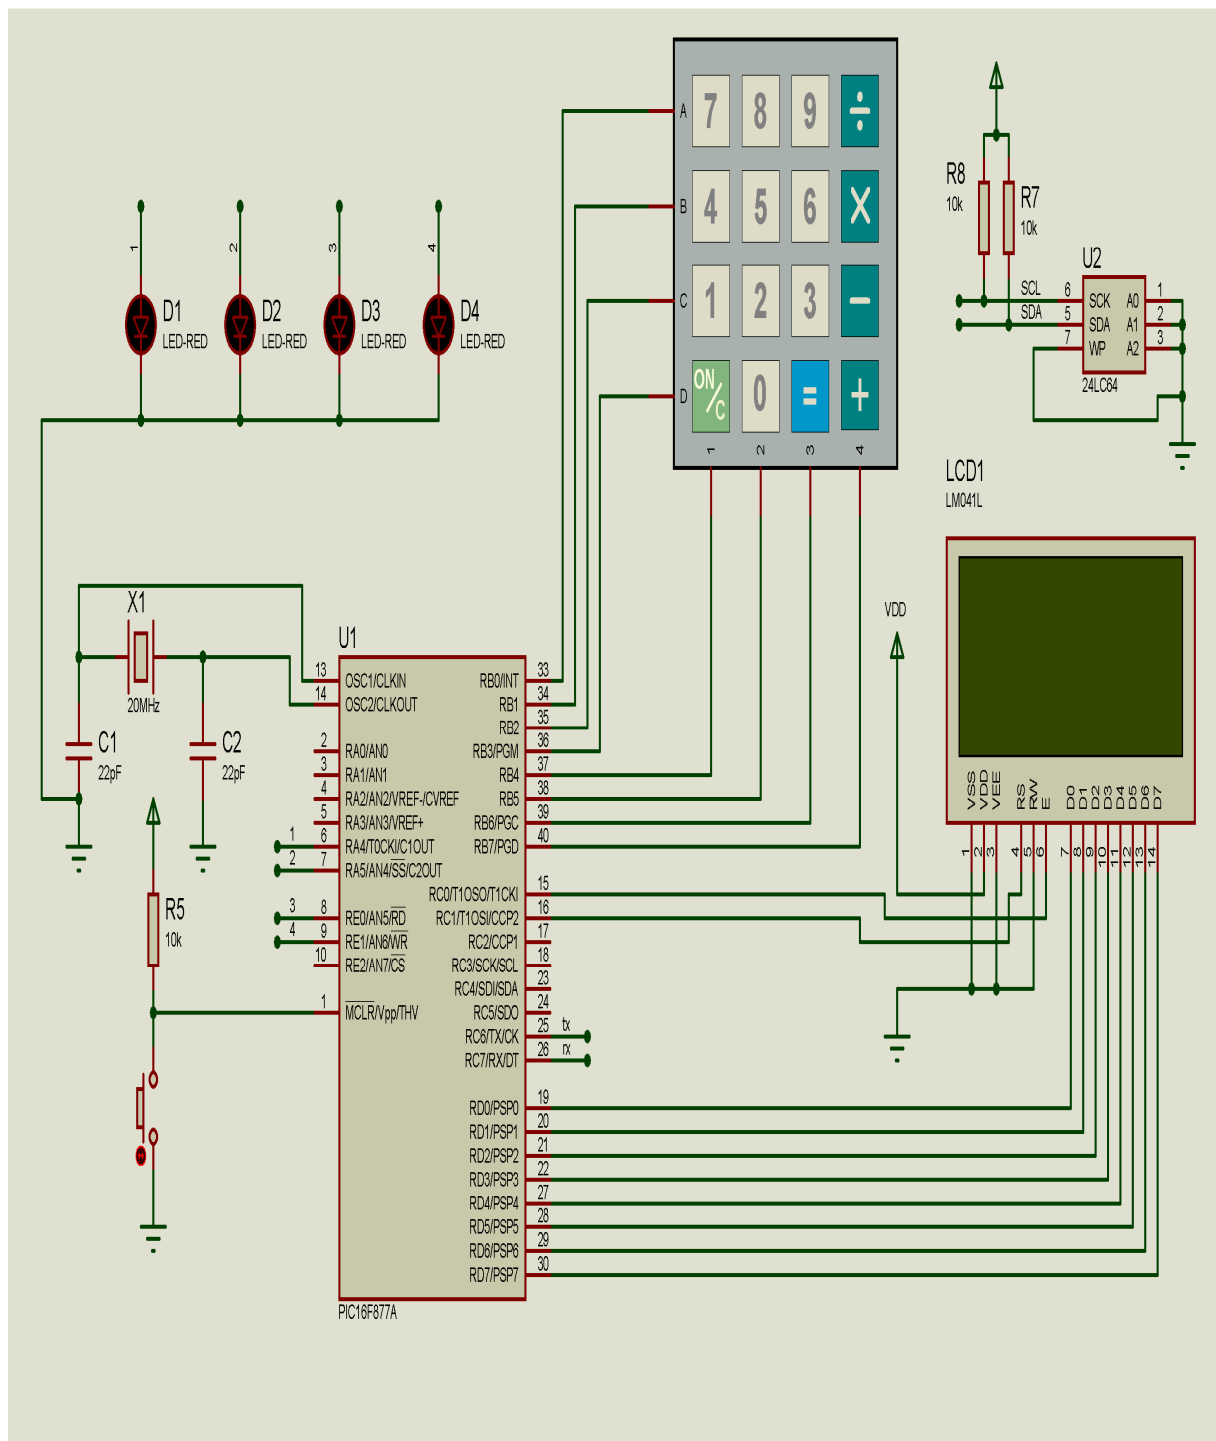 A
7
8
9
÷
B
4
5
6
X
C
1
2
3
−
D
ON/C
0
=
+
1
2
3
4
R8
10k
R7
10k
U2
SCL
6
SCK
A0
1
SDA
5
SDA
A1
2
7
WP
A2
3
24LC64
1
2
3
4
D1
LED-RED
D2
LED-RED
D3
LED-RED
D4
LED-RED
LCD1
LM041L
VDD
VSS
VDD
VEE
RS
RW
E
D0
D1
D2
D3
D4
D5
D6
D7
1
2
3
4
5
6
7
8
9
10
11
12
13
14
X1
20MHz
C1
22pF
C2
22pF
R5
10k
U1
13
OSC1/CLKIN
14
OSC2/CLKOUT
2
RA0/AN0
3
RA1/AN1
4
RA2/AN2/VREF-/CVREF
5
RA3/AN3/VREF+
1
6
RA4/T0CKI/C1OUT
2
7
RA5/AN4/SS/C2OUT
3
8
RE0/AN5/RD
4
9
RE1/AN6/WR
10
RE2/AN7/CS
1
MCLR/Vpp/THV
RB0/INT
33
RB1
34
RB2
35
RB3/PGM
36
RB4
37
RB5
38
RB6/PGC
39
RB7/PGD
40
RC0/T1OSO/T1CKI
15
RC1/T1OSI/CCP2
16
RC2/CCP1
17
RC3/SCK/SCL
18
RC4/SDI/SDA
23
RC5/SDO
24
RC6/TX/CK
25
tx
RC7/RX/DT
26
rx
RD0/PSP0
19
RD1/PSP1
20
RD2/PSP2
21
RD3/PSP3
22
RD4/PSP4
27
RD5/PSP5
28
RD6/PSP6
29
RD7/PSP7
30
PIC16F877A